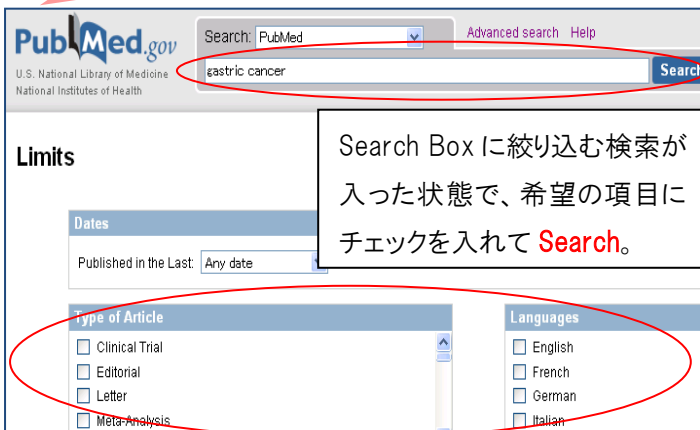 PubMed.gov
U.S. National Library of Medicine
National Institutes of Health
Search: PubMed
Advanced search Help
gastric cancer
Search
Limits
Search Box に絞り込む検索が
入った状態で、希望の項目に
チェックを入れて Search。
Dates
Published in the Last: Any date
Type of Article
Clinical Trial
Editorial
Letter
Meta-Analysis
Languages
English
French
German
Italian